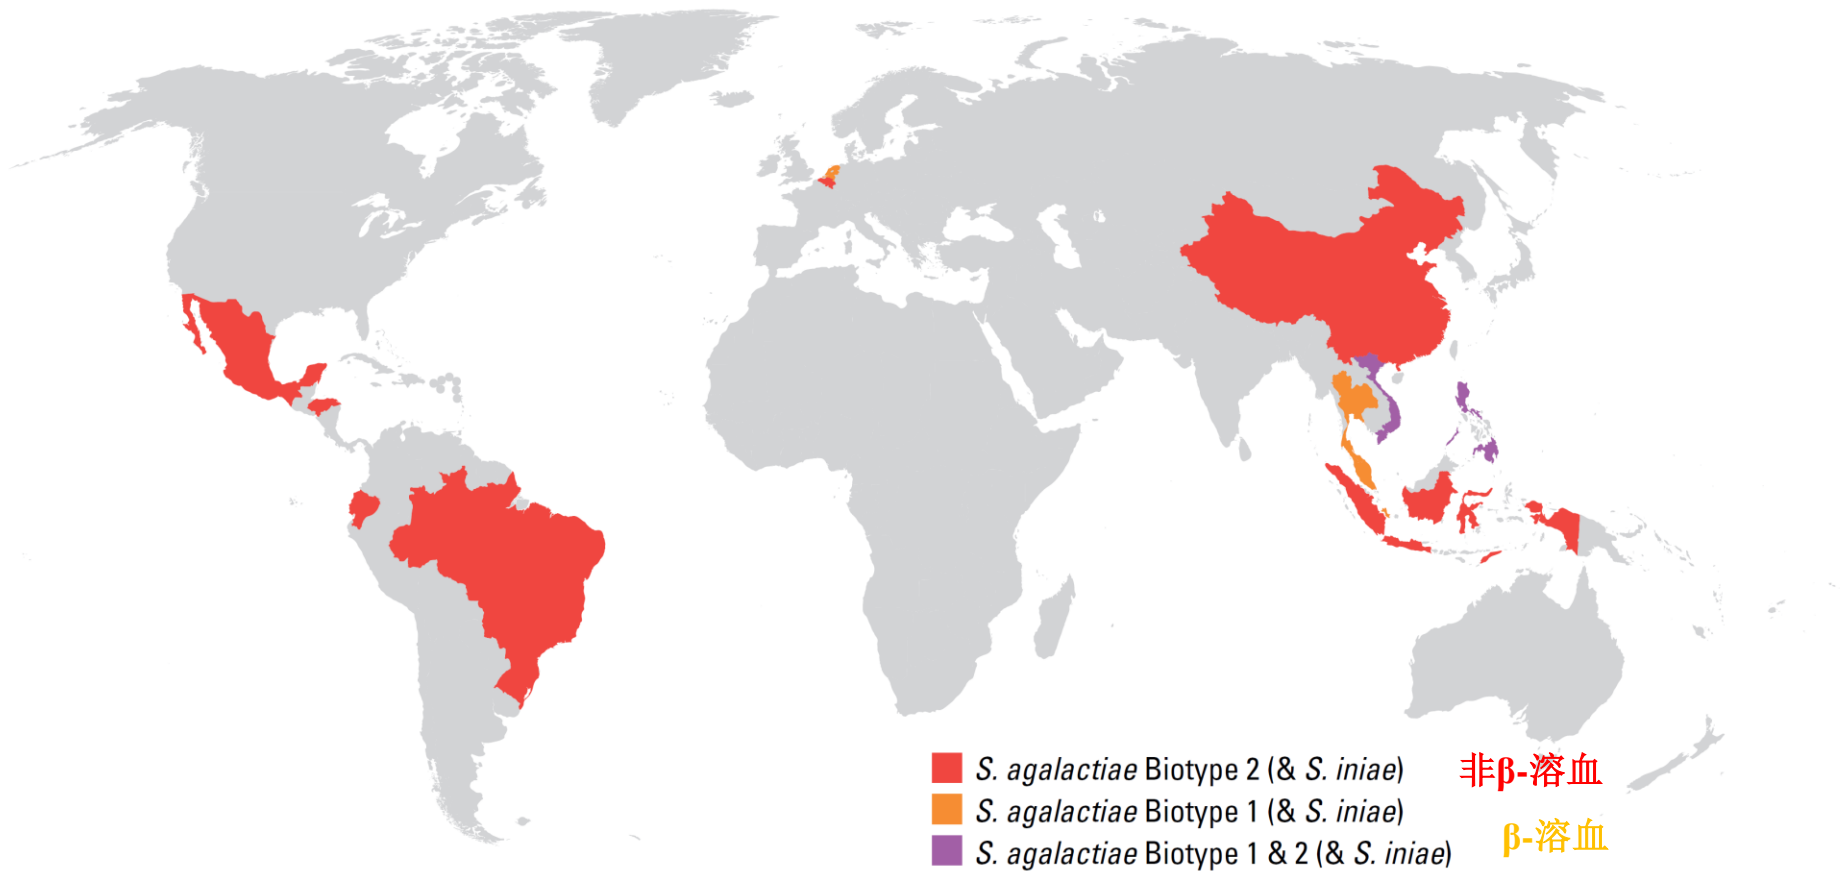 S. agalactiae Biotype 2 (& S. iniae) 非β-溶血
S. agalactiae Biotype 1 (& S. iniae)
β-溶血
S. agalactiae Biotype 1 & 2 (& S. iniae)